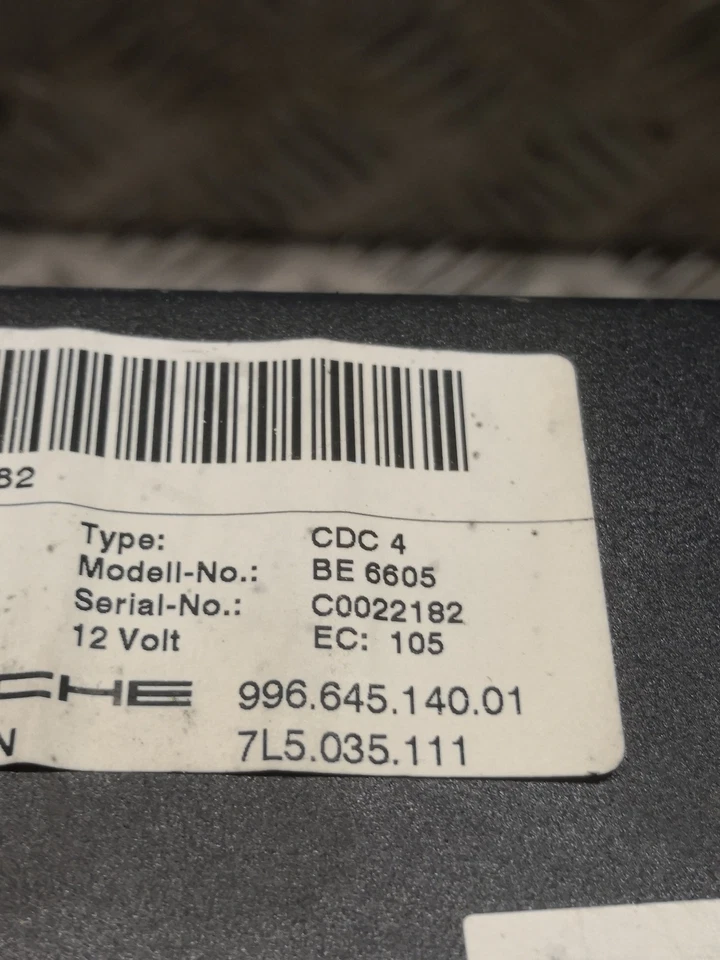 82
Type: CDC 4
Modell-No.: BE 6605
Serial-No.: C0022182
12 Volt EC: 105
CHE 996.645.140.01
N 7L5.035.111